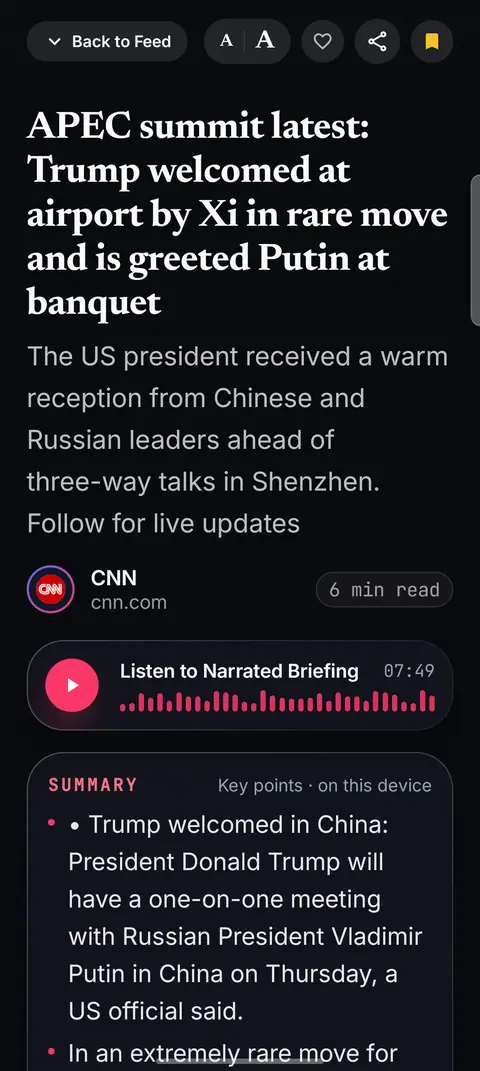 Back to Feed A A
APEC summit latest:
Trump welcomed at
airport by Xi in rare move
and is greeted Putin at
banquet
The US president received a warm
reception from Chinese and
Russian leaders ahead of
three-way talks in Shenzhen.
Follow for live updates
CNN
CNN
cnn.com
6 min read
Listen to Narrated Briefing 07:49
SUMMARY Key points · on this device
• • Trump welcomed in China:
President Donald Trump will
have a one-on-one meeting
with Russian President Vladimir
Putin in China on Thursday, a
US official said.
• In an extremely rare move for